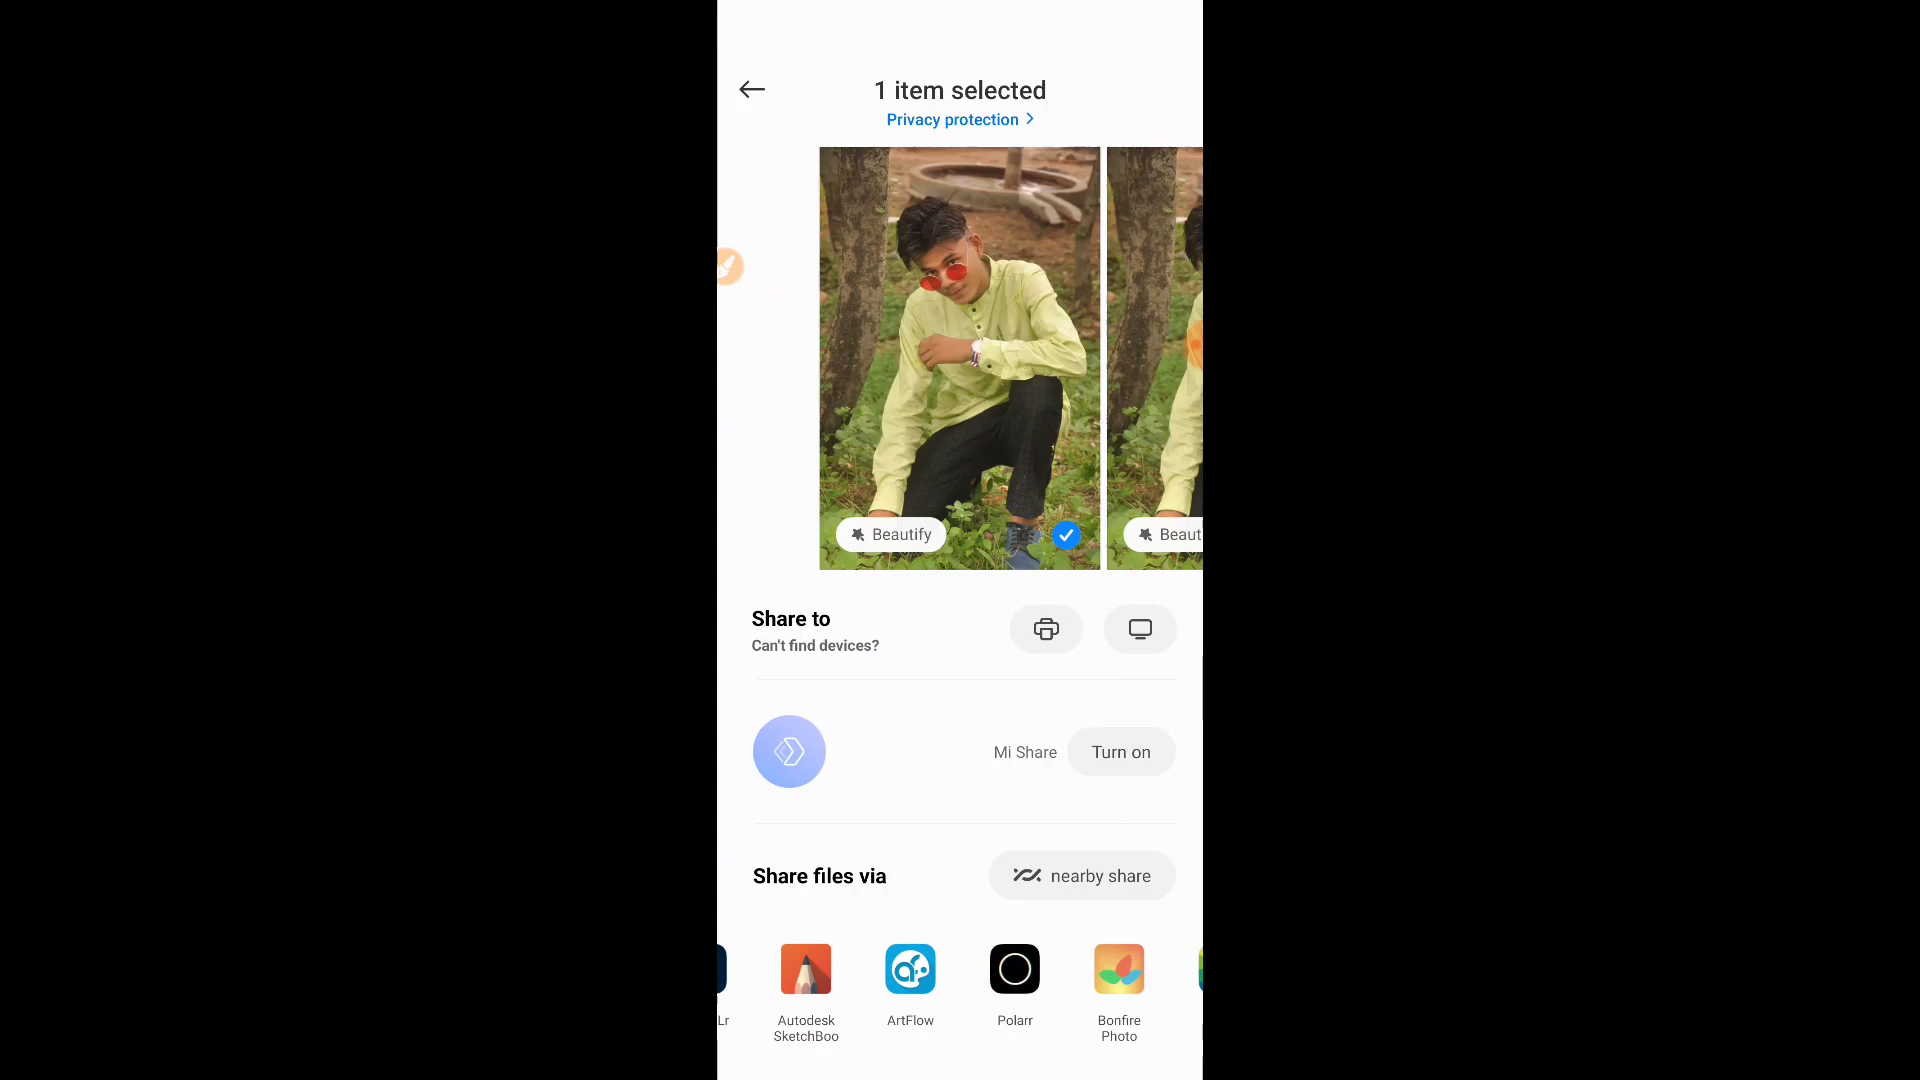 1 item selected
Privacy protection
Beautify
Beaut
Share to
Can't find devices?
Mi Share
Turn on
Share files via
nearby share
Lr
Autodesk
SketchBoo
ArtFlow
Polarr
Bonfire
Photo